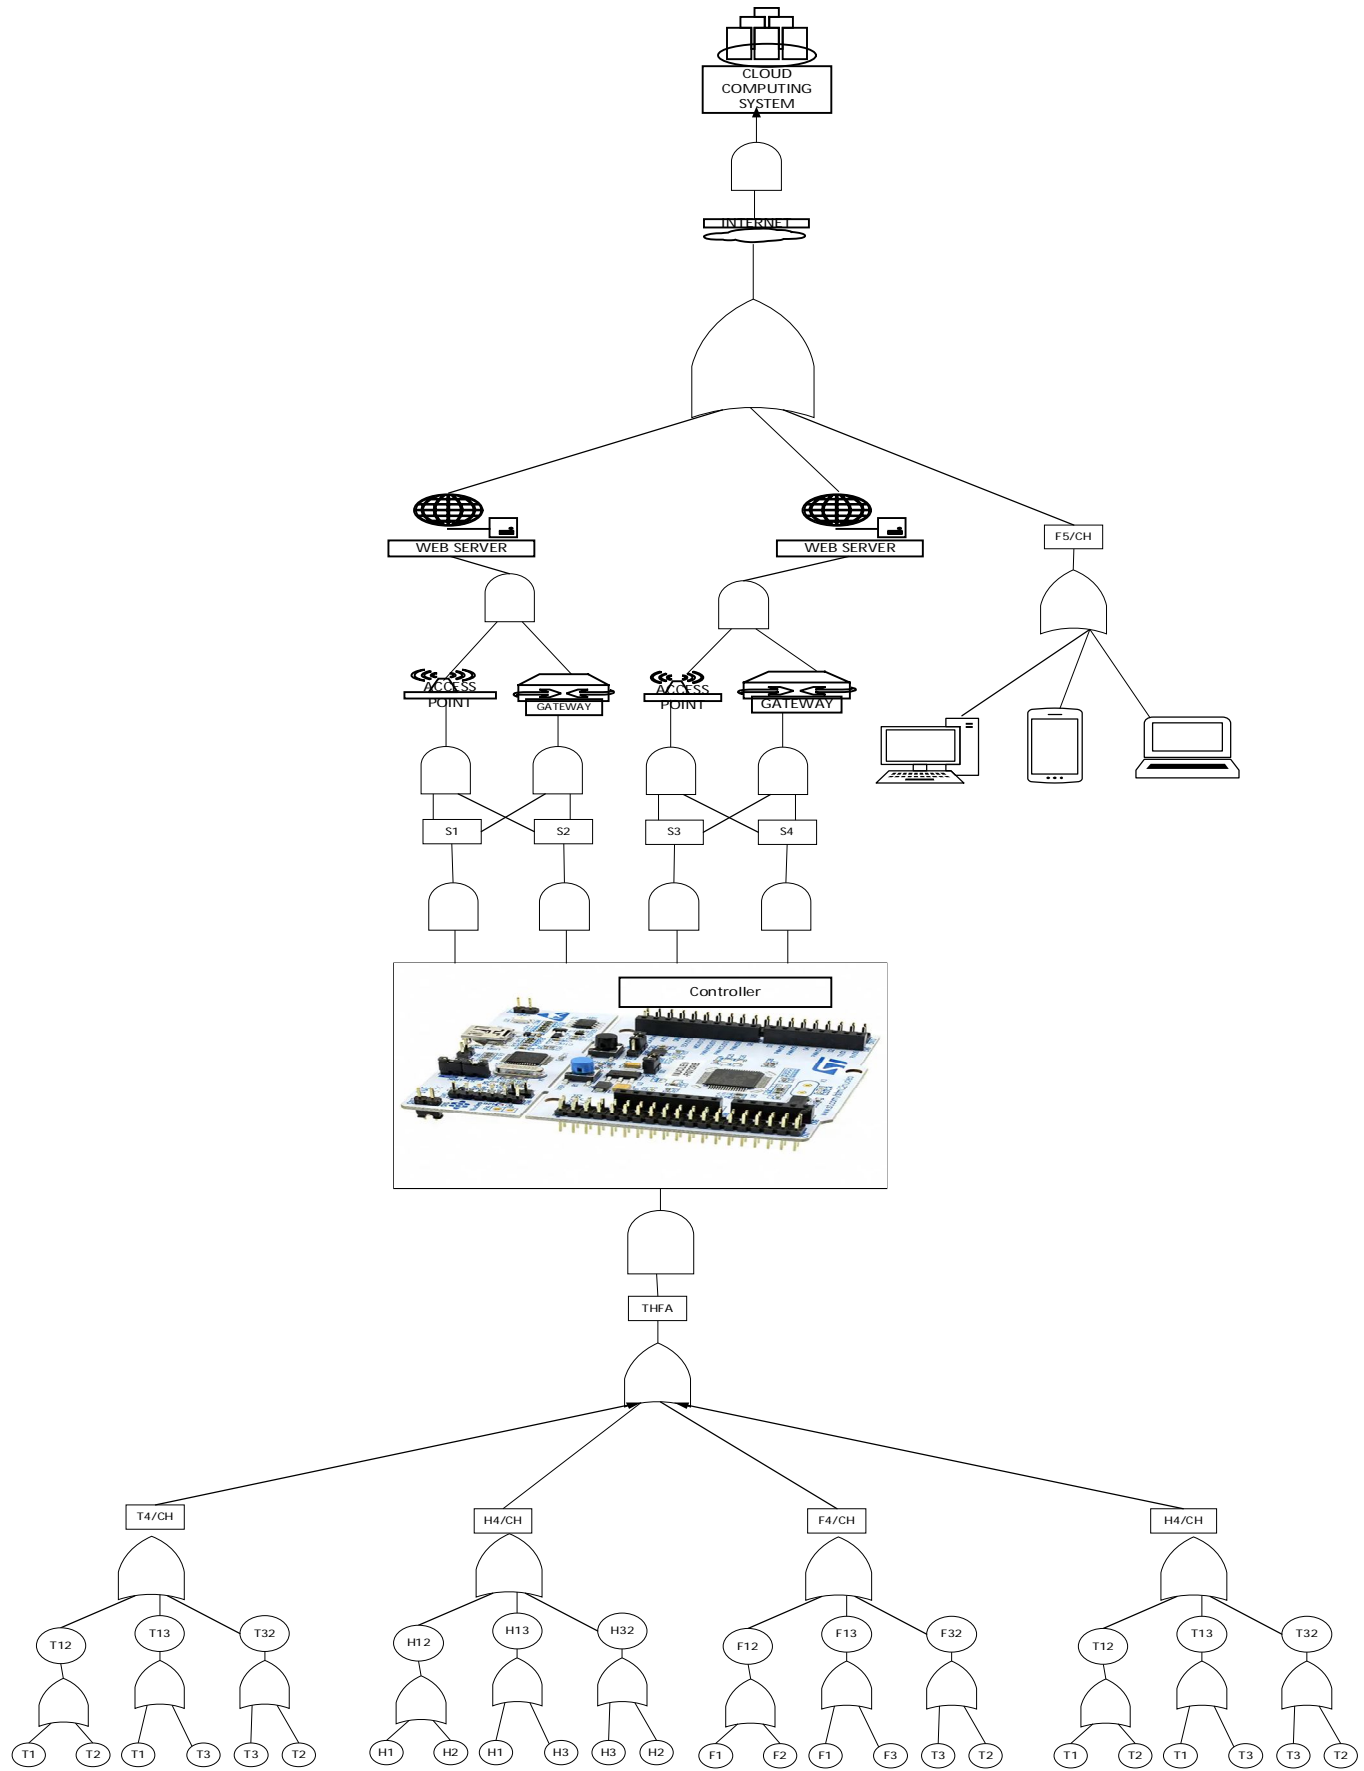 CLOUD
COMPUTING
SYSTEM
INTERNET
WEB SERVER
WEB SERVER
F5/CH
ACCESS
POINT
GATEWAY
ACCESS
POINT
GATEWAY
S1
S2
S3
S4
Controller
THFA
T4/CH
H4/CH
F4/CH
H4/CH
T12
T13
T32
H12
H13
H32
F12
F13
F32
T12
T13
T32
T1
T2
T1
T3
T3
T2
H1
H2
H1
H3
H3
H2
F1
F2
F1
F3
T3
T2
T1
T2
T1
T3
T3
T2